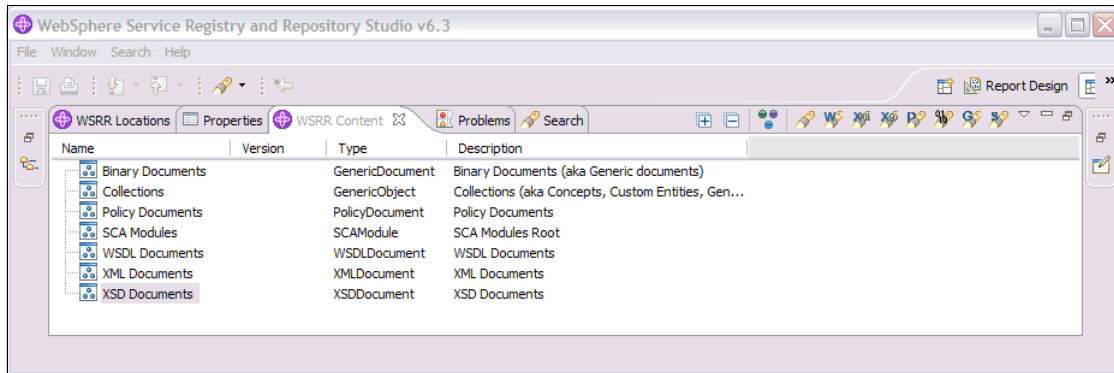 WebSphere Service Registry and Repository Studio v6.3
File Window Search Help
Report Design
WSRR Locations Properties WSRR Content Problems Search
Name Version Type Description
Binary Documents GenericDocument Binary Documents (aka Generic documents)
Collections GenericObject Collections (aka Concepts, Custom Entities, Gen...
Policy Documents PolicyDocument Policy Documents
SCA Modules SCAModule SCA Modules Root
WSDL Documents WSDLDocument WSDL Documents
XML Documents XMLDocument XML Documents
XSD Documents XSDDocument XSD Documents